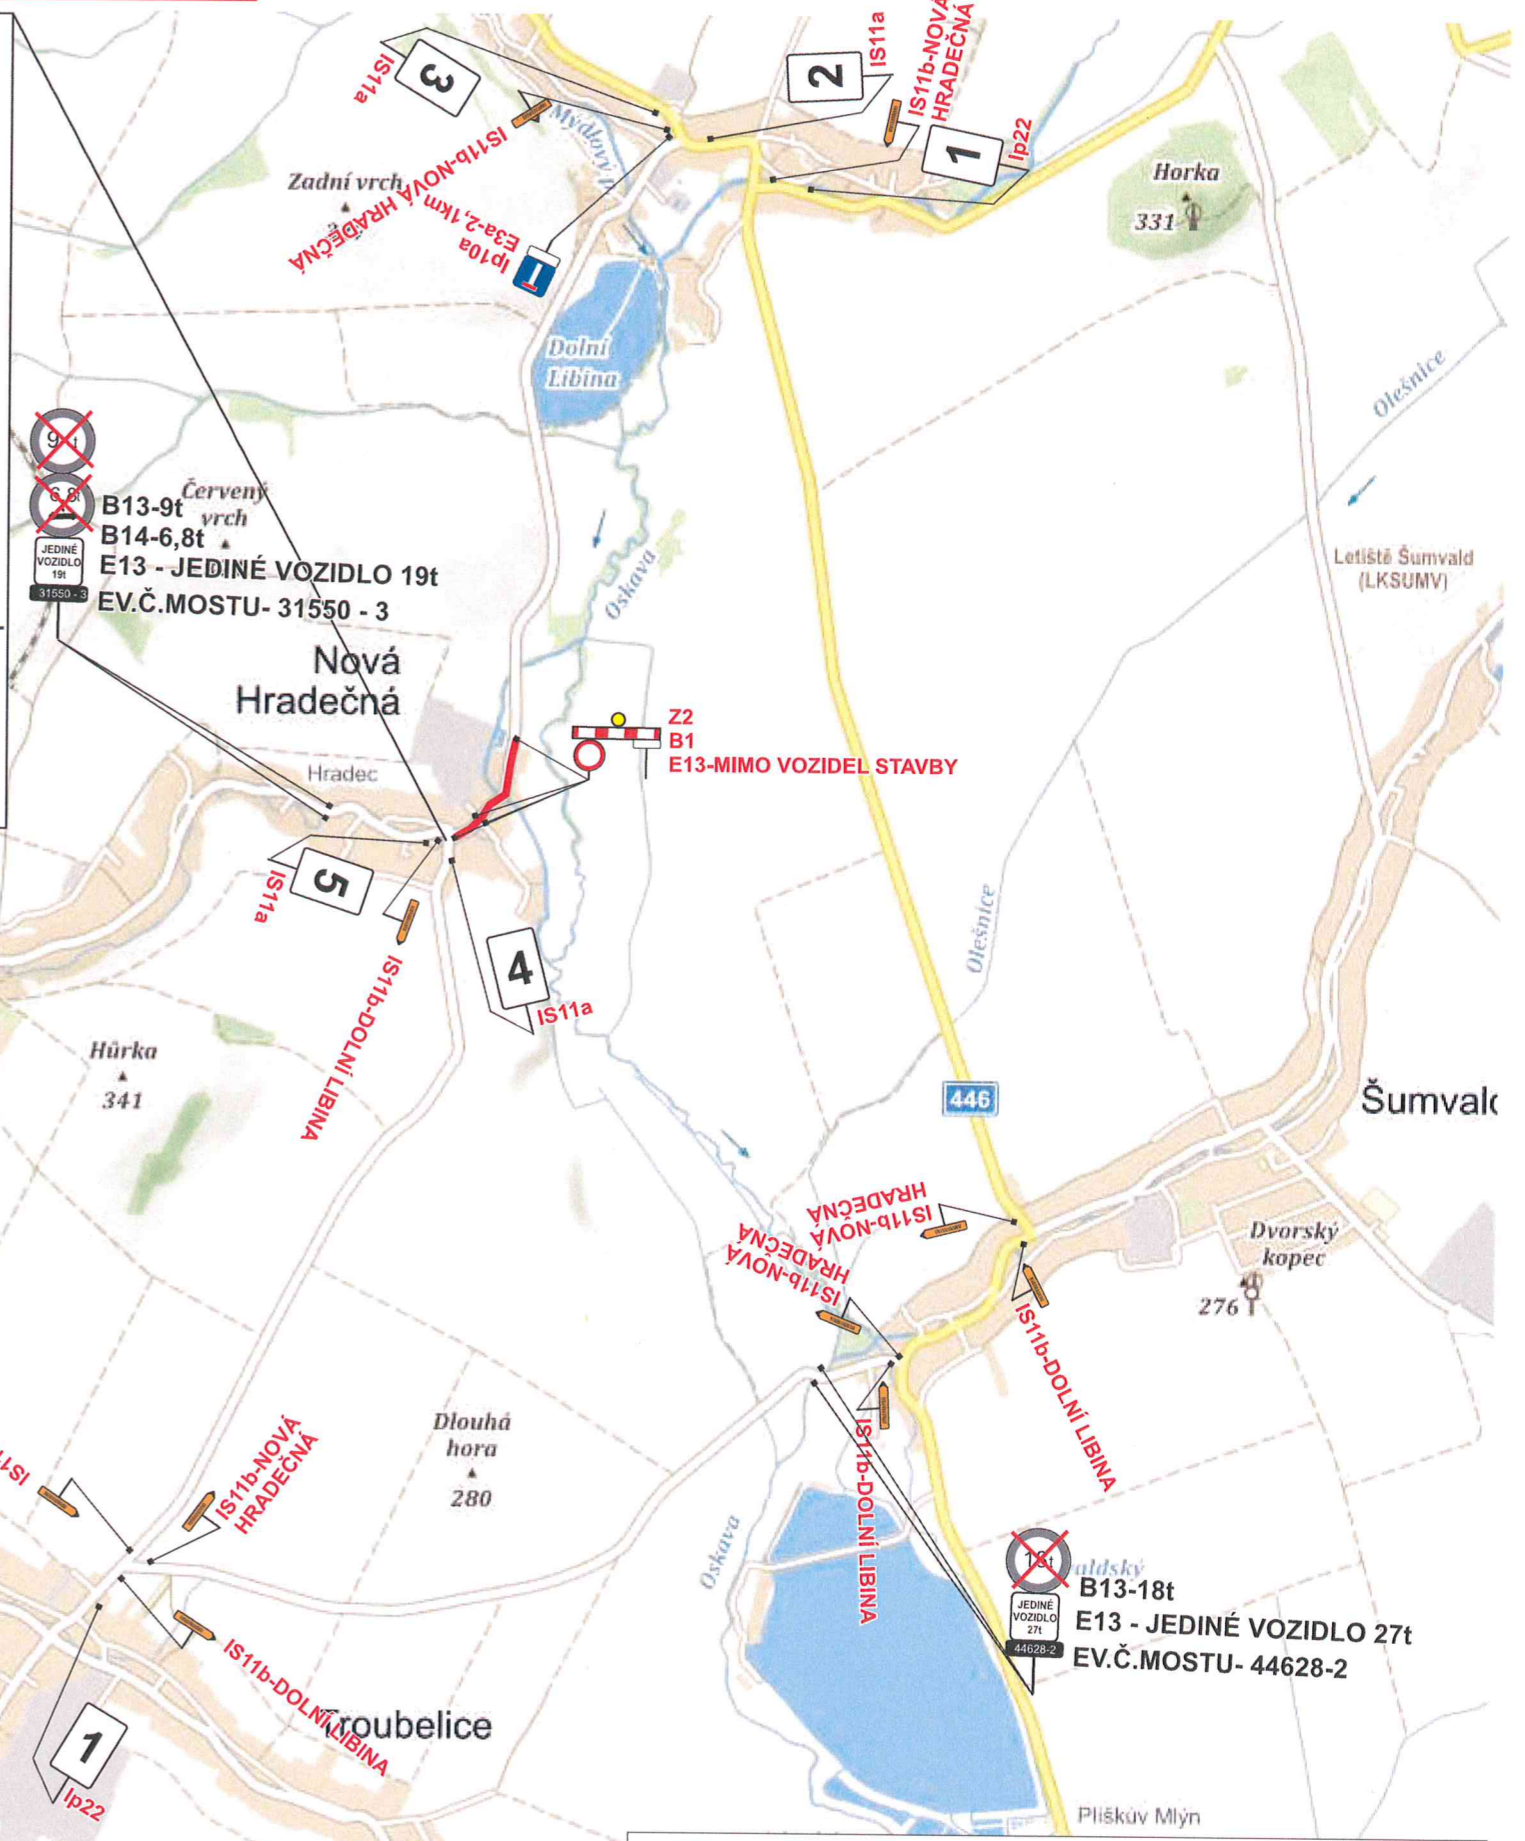 3
IS11a
2
IS11a
IS11b-NOVÁ
HRADEČNÁ
1
Ip22
IS11b-NOVÁ HRADEČNÁ
E3a-2,1km
Ip10a
Zadní vrch
Horka
331
Dolní
Libina
Olešnice
Červený
vrch
6,8t
JEDINÉ
VOZIDLO
19t
31550 - 3
B13-9t
B14-6,8t
E13 - JEDINÉ VOZIDLO 19t
EV.Č.MOSTU- 31550 - 3
Oskava
Letiště Šumvald
(LKSUMV)
Nová
Hradečná
Hradec
Z2
B1
E13-MIMO VOZIDEL STAVBY
5
IS11a
IS11b-DOLNÍ LIBINA
4
IS11a
Olešnice
Hůrka
341
446
Šumvald
IS11b-NOVÁ
HRADEČNÁ
IS11b-NOVÁ
HRADEČNÁ
Dvorský
kopec
276
IS11b-DOLNÍ LIBINA
IS11b-DOLNÍ LIBINA
Dlouhá
hora
280
IS11b-NOVÁ
HRADEČNÁ
Oskava
aldský
18t
JEDINÉ
VOZIDLO
27t
44628-2
B13-18t
E13 - JEDINÉ VOZIDLO 27t
EV.Č.MOSTU- 44628-2
IS11b-DOLNÍ LIBINA
Troubelice
1
Ip22
Plíškův Mlýn